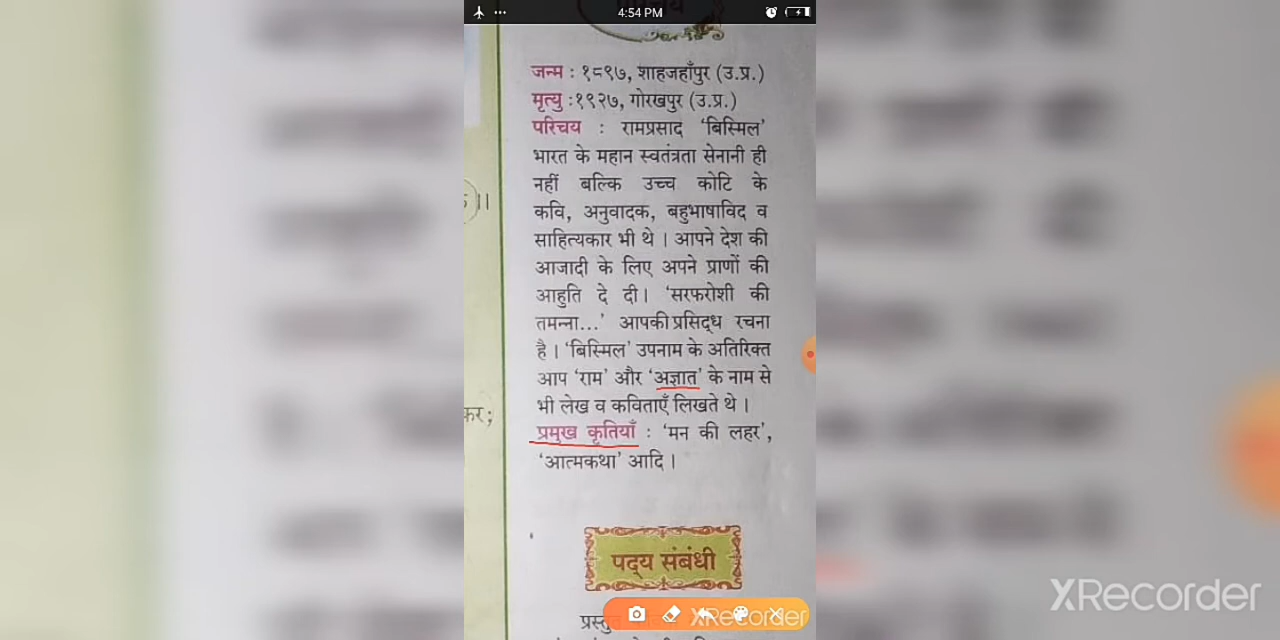 4:54 PM
जन्म : १८९७, शाहजहाँपुर (उ.प्र.)
मृत्यु :१९२७, गोरखपुर (उ.प्र.)
परिचय : रामप्रसाद ‘बिस्मिल’
भारत के महान स्वतंत्रता सेनानी ही
नहीं बल्कि उच्च कोटि के
कवि, अनुवादक, बहुभाषाविद व
साहित्यकार भी थे । आपने देश की
आजादी के लिए अपने प्राणों की
आहुति दे दी। ‘सरफरोशी की
तमन्ना...’ आपकी प्रसिद्ध रचना
है । ‘बिस्मिल’ उपनाम के अतिरिक्त
आप ‘राम’ और ‘अज्ञात’ के नाम से
भी लेख व कविताएँ लिखते थे ।
कर;
प्रमुख कृतियाँ : ‘मन की लहर’,
‘आत्मकथा’ आदि ।
पद्य संबंधी
XRecorder
XRecorder